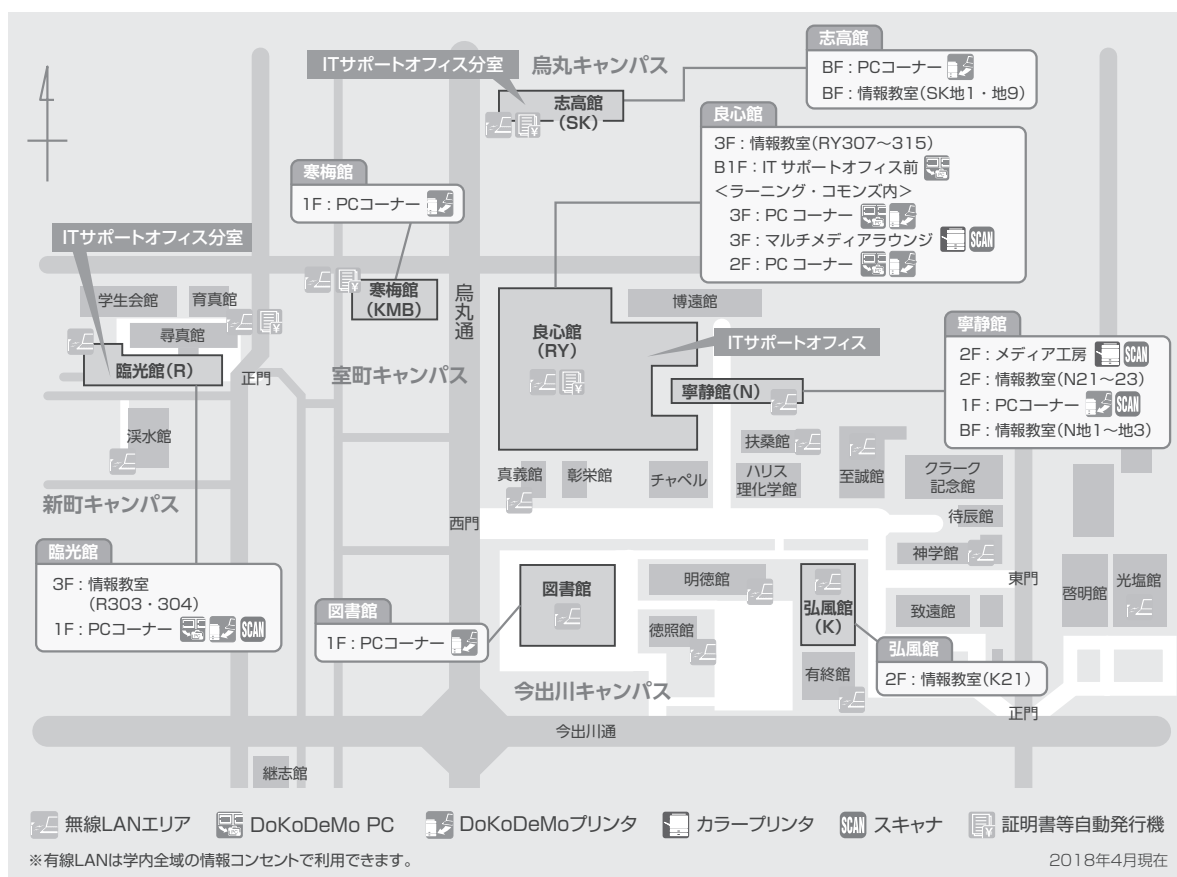 志高館
BF：PCコーナー
BF：情報教室(SK地1・地9)
ITサポートオフィス分室
烏丸キャンパス
志高館
(SK)
良心館
3F：情報教室(RY307〜315)
B1F：ITサポートオフィス前
＜ラーニング・コモンズ内＞
3F：PC コーナー
3F：マルチメディアラウンジ SCAN
2F：PC コーナー
寒梅館
1F：PCコーナー
ITサポートオフィス分室
学生会館
育真館
尋真館
臨光館(R)
正門
寒梅館
(KMB)
烏丸通
室町キャンパス
良心館
(RY)
博遠館
ITサポートオフィス
寧静館(N)
寧静館
2F：メディア工房 SCAN
2F：情報教室(N21〜23)
1F：PCコーナー SCAN
BF：情報教室(N地1〜地3)
渓水館
新町キャンパス
真義館
彰栄館
チャペル
扶桑館
ハリス
理化学館
至誠館
クラーク
記念館
待辰館
西門
神学館
東門
臨光館
3F：情報教室
(R303・304)
1F：PCコーナー SCAN
図書館
1F：PCコーナー
図書館
明徳館
徳照館
弘風館
(K)
致遠館
啓明館
光塩館
有終館
弘風館
2F：情報教室(K21)
今出川キャンパス
正門
今出川通
継志館
無線LANエリア
DoKoDeMo PC
DoKoDeMoプリンタ
カラープリンタ
SCAN スキャナ
証明書等自動発行機
※有線LANは学内全域の情報コンセントで利用できます。
2018年4月現在